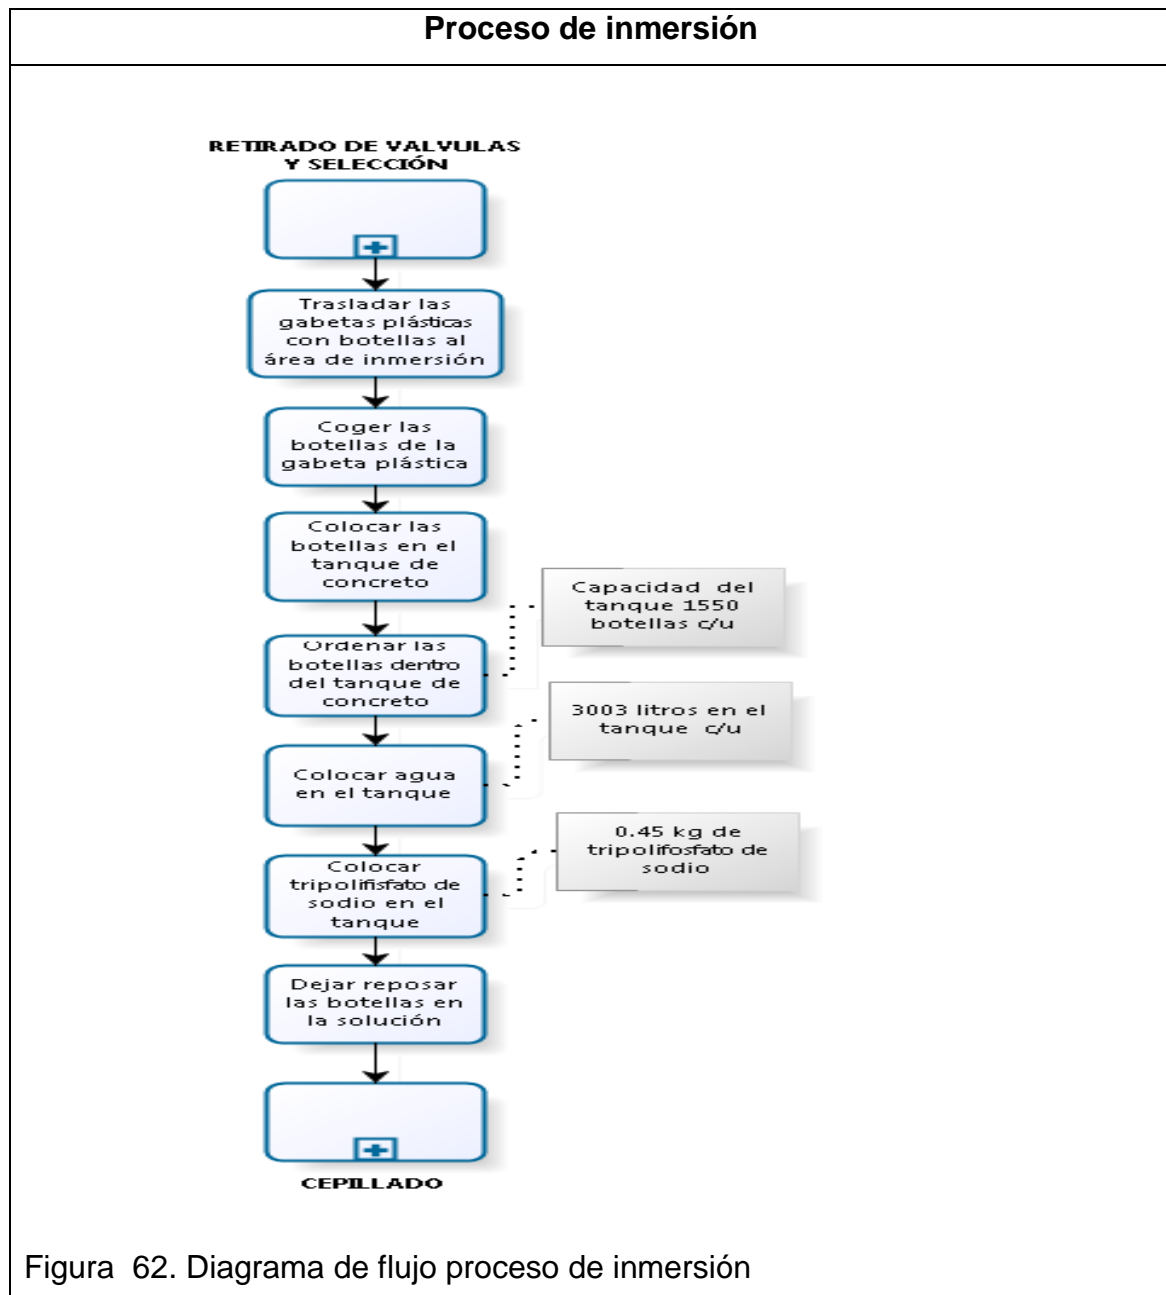 Proceso de inmersión
RETIRADO DE VALVULAS
Y SELECCIÓN
Trasladar las
gabetas plásticas
con botellas al
área de inmersión
Coger las
botellas de la
gabeta plástica
Colocar las
botellas en el
tanque de
concreto
Capacidad del
tanque 1550
botellas c/u
Ordenar las
botellas dentro
del tanque de
concreto
3003 litros en el
tanque c/u
Colocar agua
en el tanque
0.45 kg de
tripolifosfato de
sodio
Colocar
tripolifisfato de
sodio en el
tanque
Dejar reposar
las botellas en
la solución
CEPILLADO
Figura 62. Diagrama de flujo proceso de inmersión